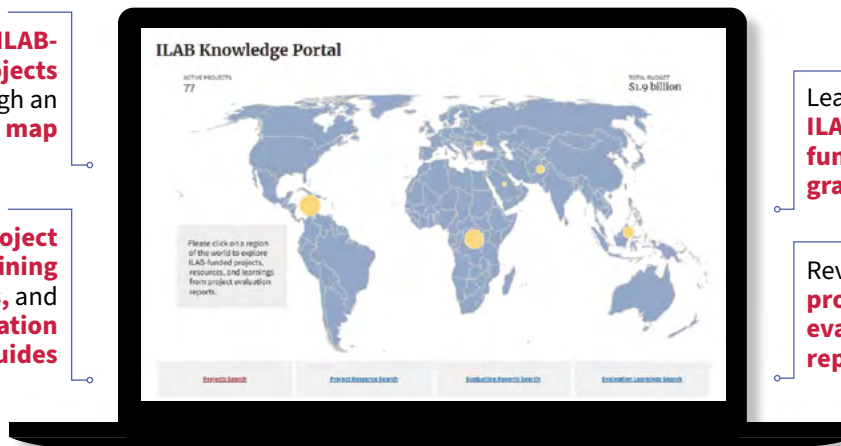 ILAB-
jects
gh an
map
oject
ining
, and
ation
uides
ILAB Knowledge Portal
ACTIVE PROJECTS
77
TOTAL BUDGET
$1.9 billion
Please click on a region
of the world to explore
ILAB-funded projects,
resources, and learnings
from project evaluation
reports.
Projects Search
Project Resource Search
Evaluation Reports Search
Evaluation Learnings Search
Lea
ILA
fun
gra
Rev
pro
eva
rep